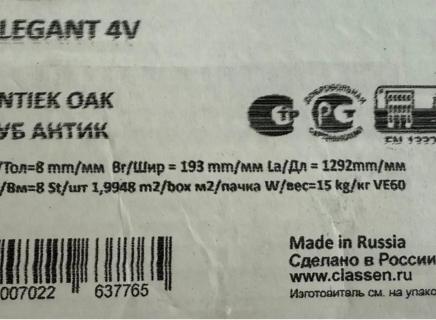 LEGANT 4V
NTIEK OAK
УБ АНТИК
ДОБРОВОЛЬНАЯ
/Тол=8 mm/мм Br/Шир = 193 mm/мм La/Дл = 1292mm/мм
/Вм=8 St/шт 1,9948 m2/box м2/пачка W/вес=15 kg/кг VE60
Made in Russia
Сделано в России
www.classen.ru
Изготовитель см. на упако
007022 637765